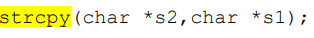 strcpy(char *s2,char *s1);